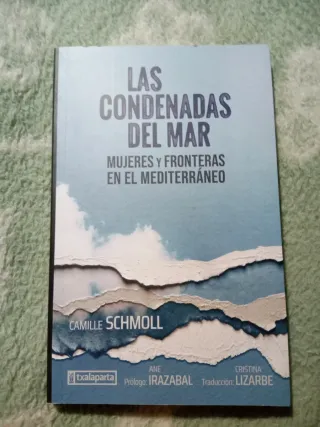 LAS
CONDENADAS
DEL MAR
MUJERES Y FRONTERAS
EN EL MEDITERRÁNEO
CAMILLE SCHMOLL
txalaparta
ANE
Prólogo: IRAZABAL
CRISTINA
Traducción: LIZARBE